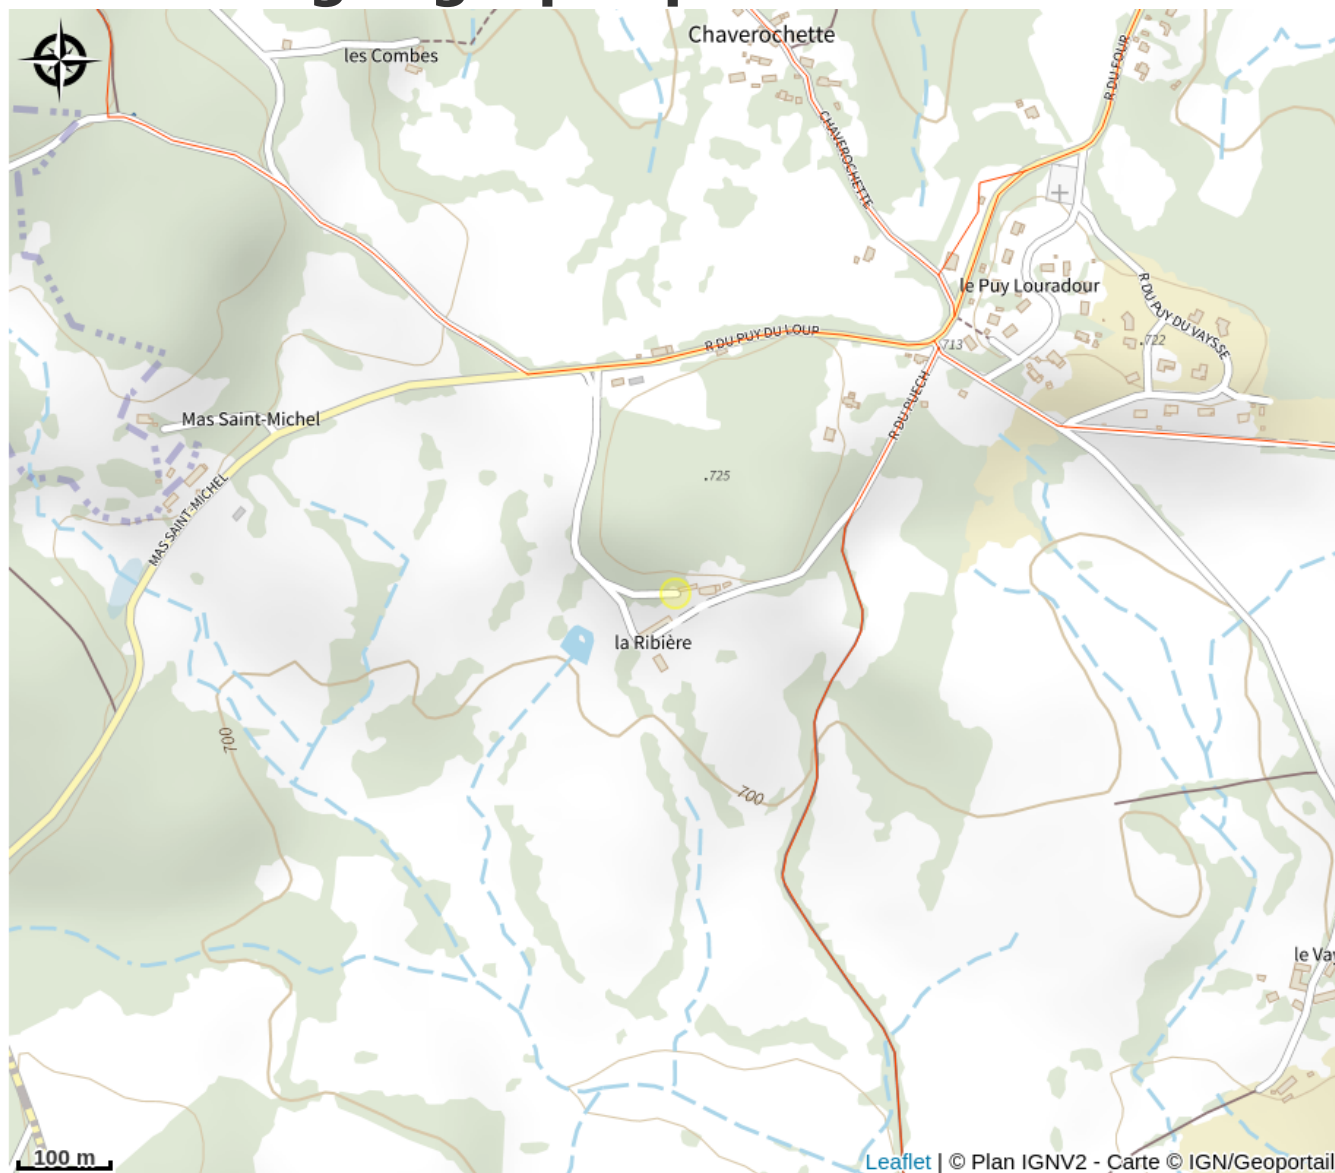 Chaverochette
les Combes
R DU FOUR
CHAVEROCHETTE
le Puy Louradour
R DU PUY DU VAYSSE
R DU PUY DU LOUP
713
.722
Mas Saint-Michel
R DU PUECH
.725
MAS SAINT-MICHEL
la Ribière
700
700
le Vay
100 m
Leaflet | © Plan IGNV2 - Carte © IGN/Geoportail